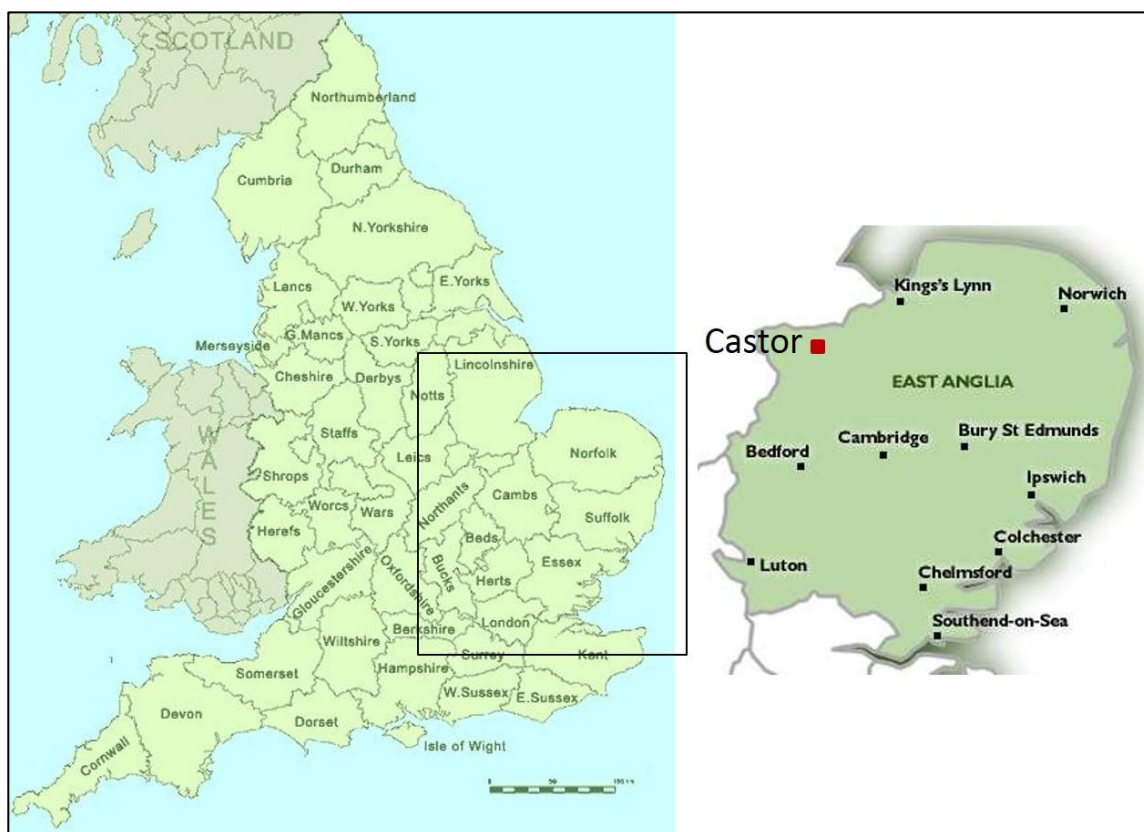 SCOTLAND
Northumberland
Durham
Cumbria
N.Yorkshire
Lancs
E.Yorks
W.Yorks
G.Mancs
S.Yorks
Merseyside
Lincolnshire
Cheshire
Derbys
Notts
WALES
Staffs
Norfolk
Leics
Shrops
Northants
Cambs
Worcs
Wars
Suffolk
Herefs
Beds
Bucks
Essex
Gloucestershire
Oxfordshire
Herts
London
Berkshire
Wiltshire
Surrey
Kent
Hampshire
Somerset
W.Sussex
E.Sussex
Devon
Dorset
Isle of Wight
Cornwall
Kings's Lynn
Norwich
Castor
EAST ANGLIA
Bury St Edmunds
Cambridge
Bedford
Ipswich
Colchester
Luton
Chelmsford
Southend-on-Sea